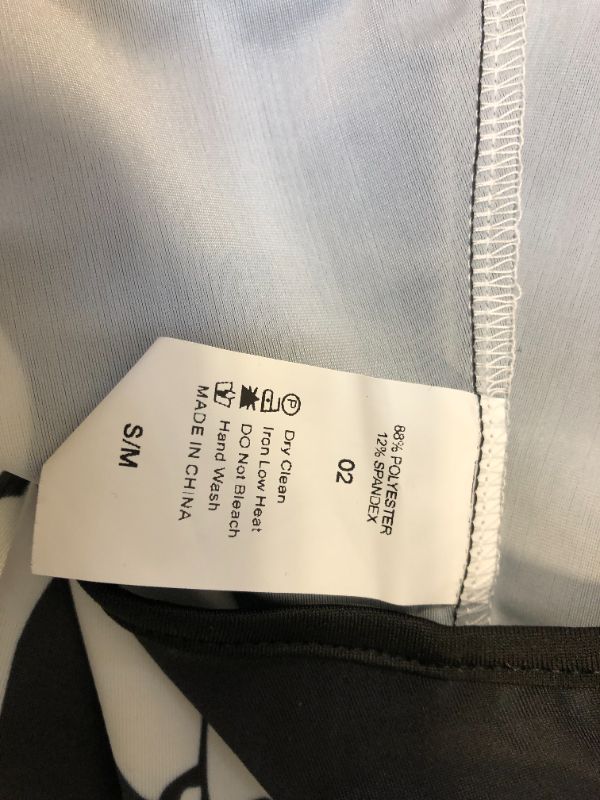 88% POLYESTER
12% SPANDEX
02
P Dry Clean
Iron Low Heat
DO Not Bleach
Hand Wash
MADE IN CHINA
S/M